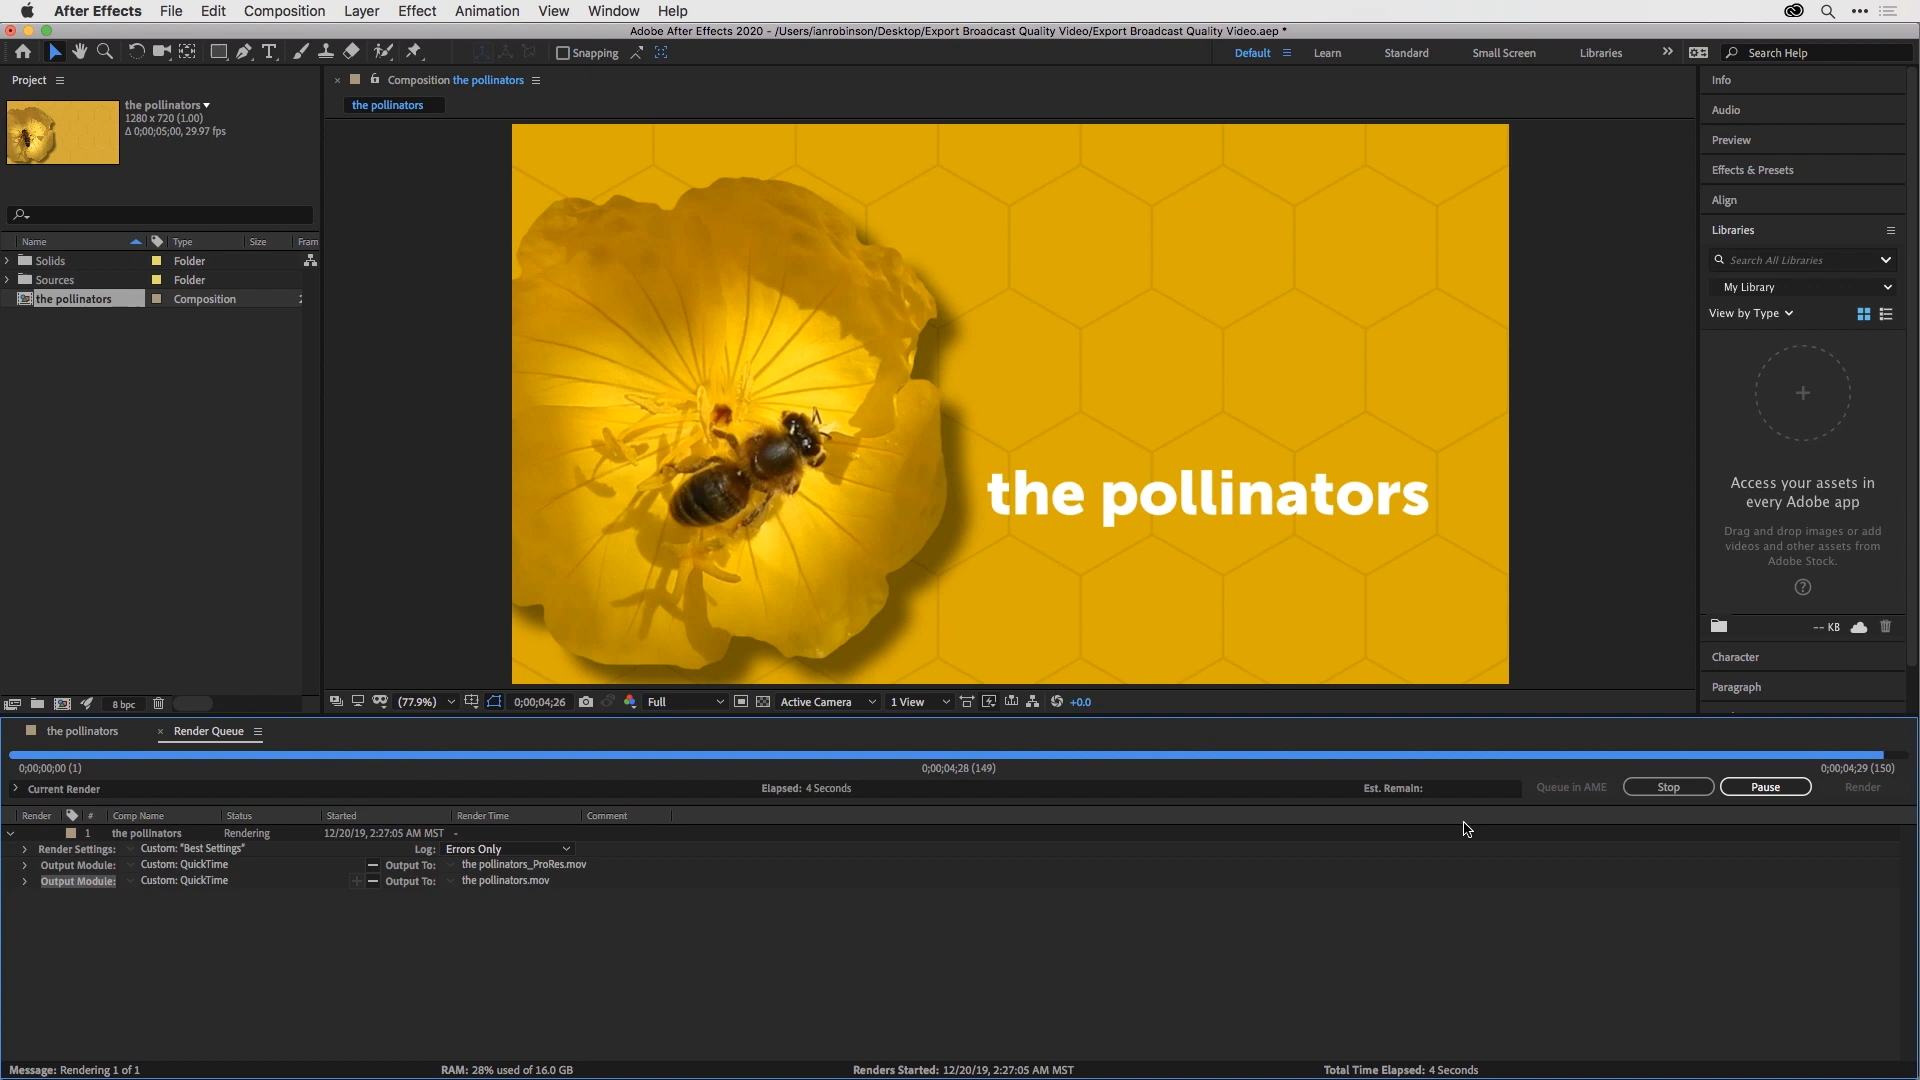 After Effects File Edit Composition Layer Effect Animation View Window Help
Adobe After Effects 2020 - /Users/ianrobinson/Desktop/Export Broadcast Quality Video/Export Broadcast Quality Video.aep *
Snapping Default Learn Standard Small Screen Libraries Search Help
Project
the pollinators
1280 x 720 (1.00)
Δ 0;00;05;00, 29.97 fps
Name Type Size Fram
Solids Folder
Sources Folder
the pollinators Composition
8 bpc
Composition the pollinators
the pollinators
the pollinators
(77.9%) 0;00;04;26 Full Active Camera 1 View +0.0
Info
Audio
Preview
Effects & Presets
Align
Libraries
Search All Libraries
My Library
View by Type
Access your assets in
every Adobe app
Drag and drop images or add
videos and other assets from
Adobe Stock.
-- KB
Character
Paragraph
the pollinators Render Queue
0;00;00;00 (1) 0;00;04;28 (149) 0;00;04;29 (150)
Current Render Elapsed: 4 Seconds Est. Remain: Queue in AME Stop Pause Render
Render # Comp Name Status Started Render Time Comment
1 the pollinators Rendering 12/20/19, 2:27:05 AM MST -
Render Settings: Custom: "Best Settings" Log: Errors Only
Output Module: Custom: QuickTime Output To: the pollinators_ProRes.mov
Output Module: Custom: QuickTime Output To: the pollinators.mov
Message: Rendering 1 of 1 RAM: 28% used of 16.0 GB Renders Started: 12/20/19, 2:27:05 AM MST Total Time Elapsed: 4 Seconds